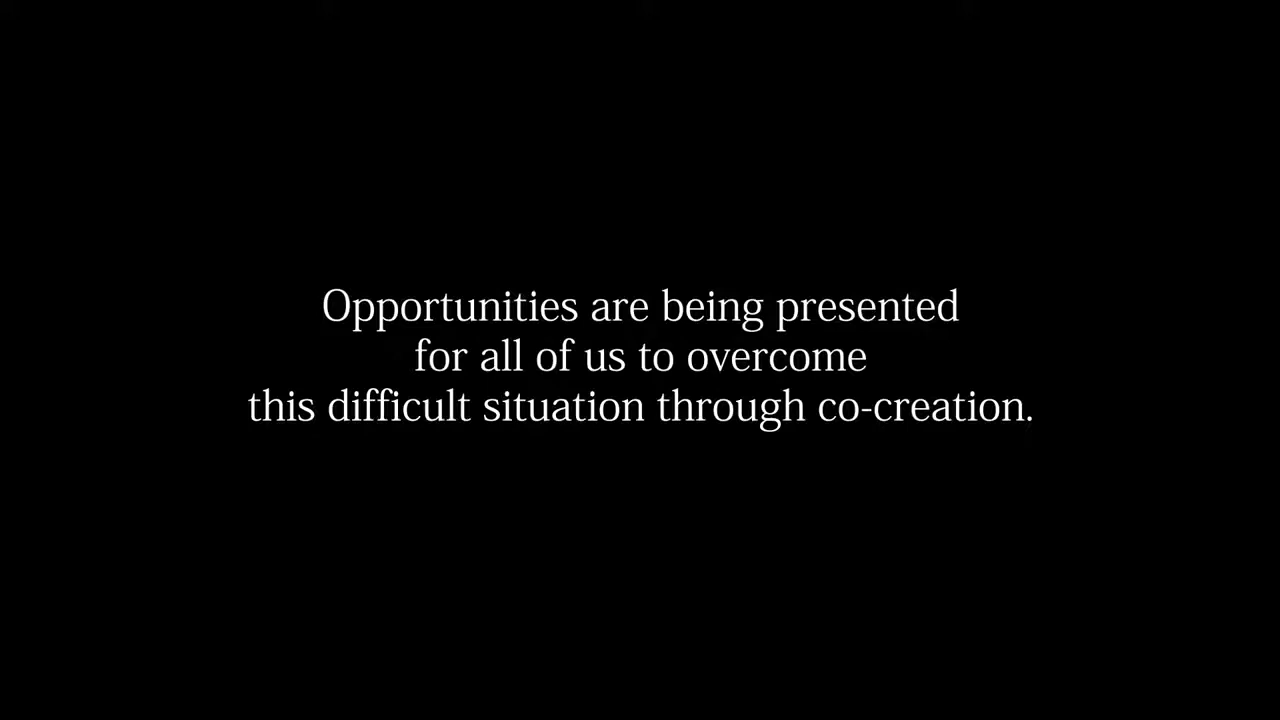 Opportunities are being presented
for all of us to overcome
this difficult situation through co-creation.